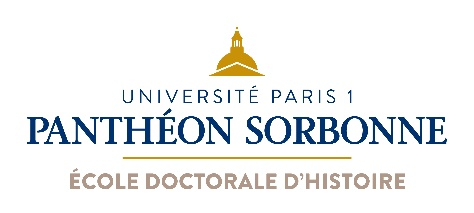 UNIVERSITÉ PARIS 1
PANTHÉON SORBONNE
ÉCOLE DOCTORALE D'HISTOIRE